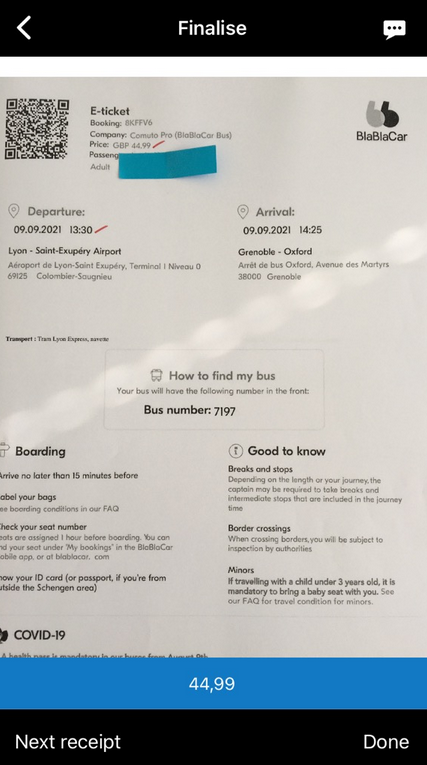 Finalise
E-ticket
Booking: 8KFFV6
Company: Comuto Pro (BlaBlaCar Bus)
Price: GBP 44.99
Passeng
Adult
BlaBlaCar
Departure:
09.09.2021 13:30
Lyon - Saint-Exupéry Airport
Aéroport de Lyon-Saint Exupéry, Terminal 1 Niveau 0
69125 Colombier-Saugnieu
Arrival:
09.09.2021 14:25
Grenoble - Oxford
Arrêt de bus Oxford, Avenue des Martyrs
38000 Grenoble
Transport : Tram Lyon Express, navette
How to find my bus
Your bus will have the following number in the front:
Bus number: 7197
Boarding
Arrive no later than 15 minutes before
abel your bags
ee boarding conditions in our FAQ
heck your seat number
eats are assigned 1 hour before boarding. You can
nd your seat under 'My bookings' in the BlaBlaCar
obile app, or at blablacar. com
how your ID card (or passport, if you're from
utside the Schengen area)
COVID-19
A health pass is mandatory in our buses from August 9th
Good to know
Breaks and stops
Depending on the length or your journey, the
captain may be required to take breaks and
intermediate stops that are included in the journey
time
Border crossings
When crossing borders, you will be subject to
inspection by authorities
Minors
If travelling with a child under 3 years old, it is
mandatory to bring a baby seat with you. See
our FAQ for travel condition for minors.
44,99
Next receipt
Done